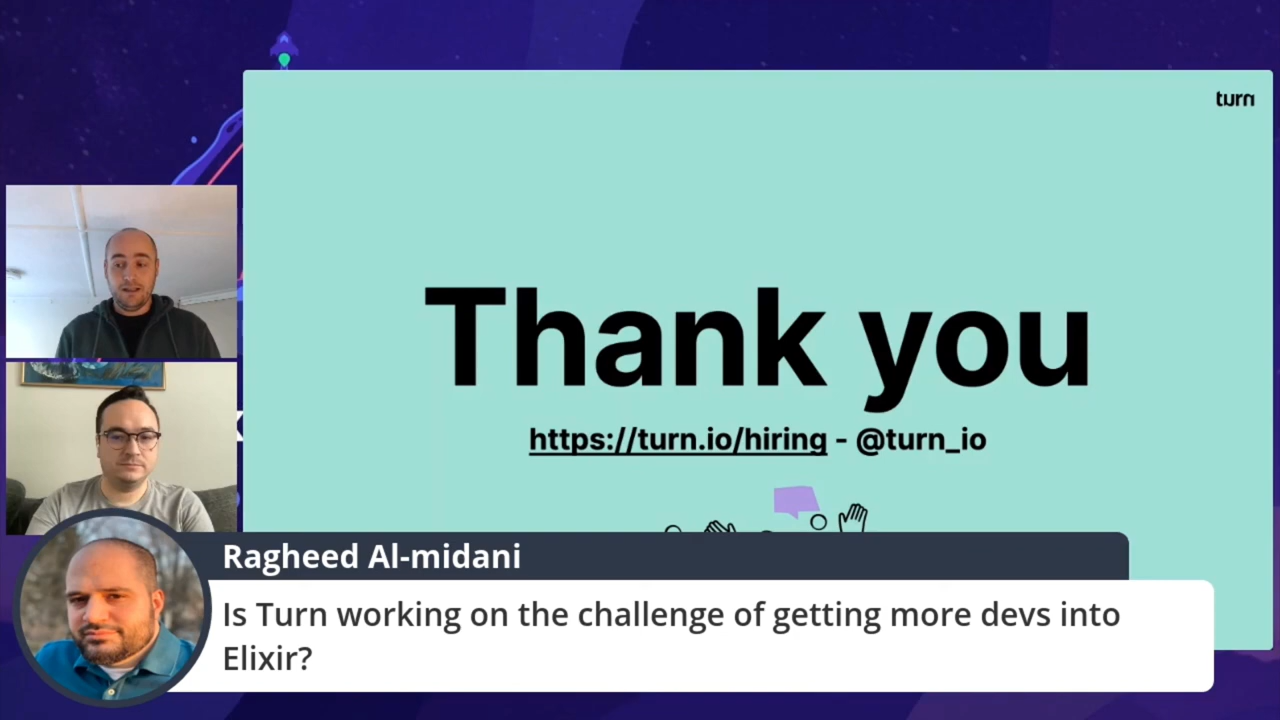 turn
Thank you
https://turn.io/hiring - @turn_io
Ragheed Al-midani
Is Turn working on the challenge of getting more devs into
Elixir?